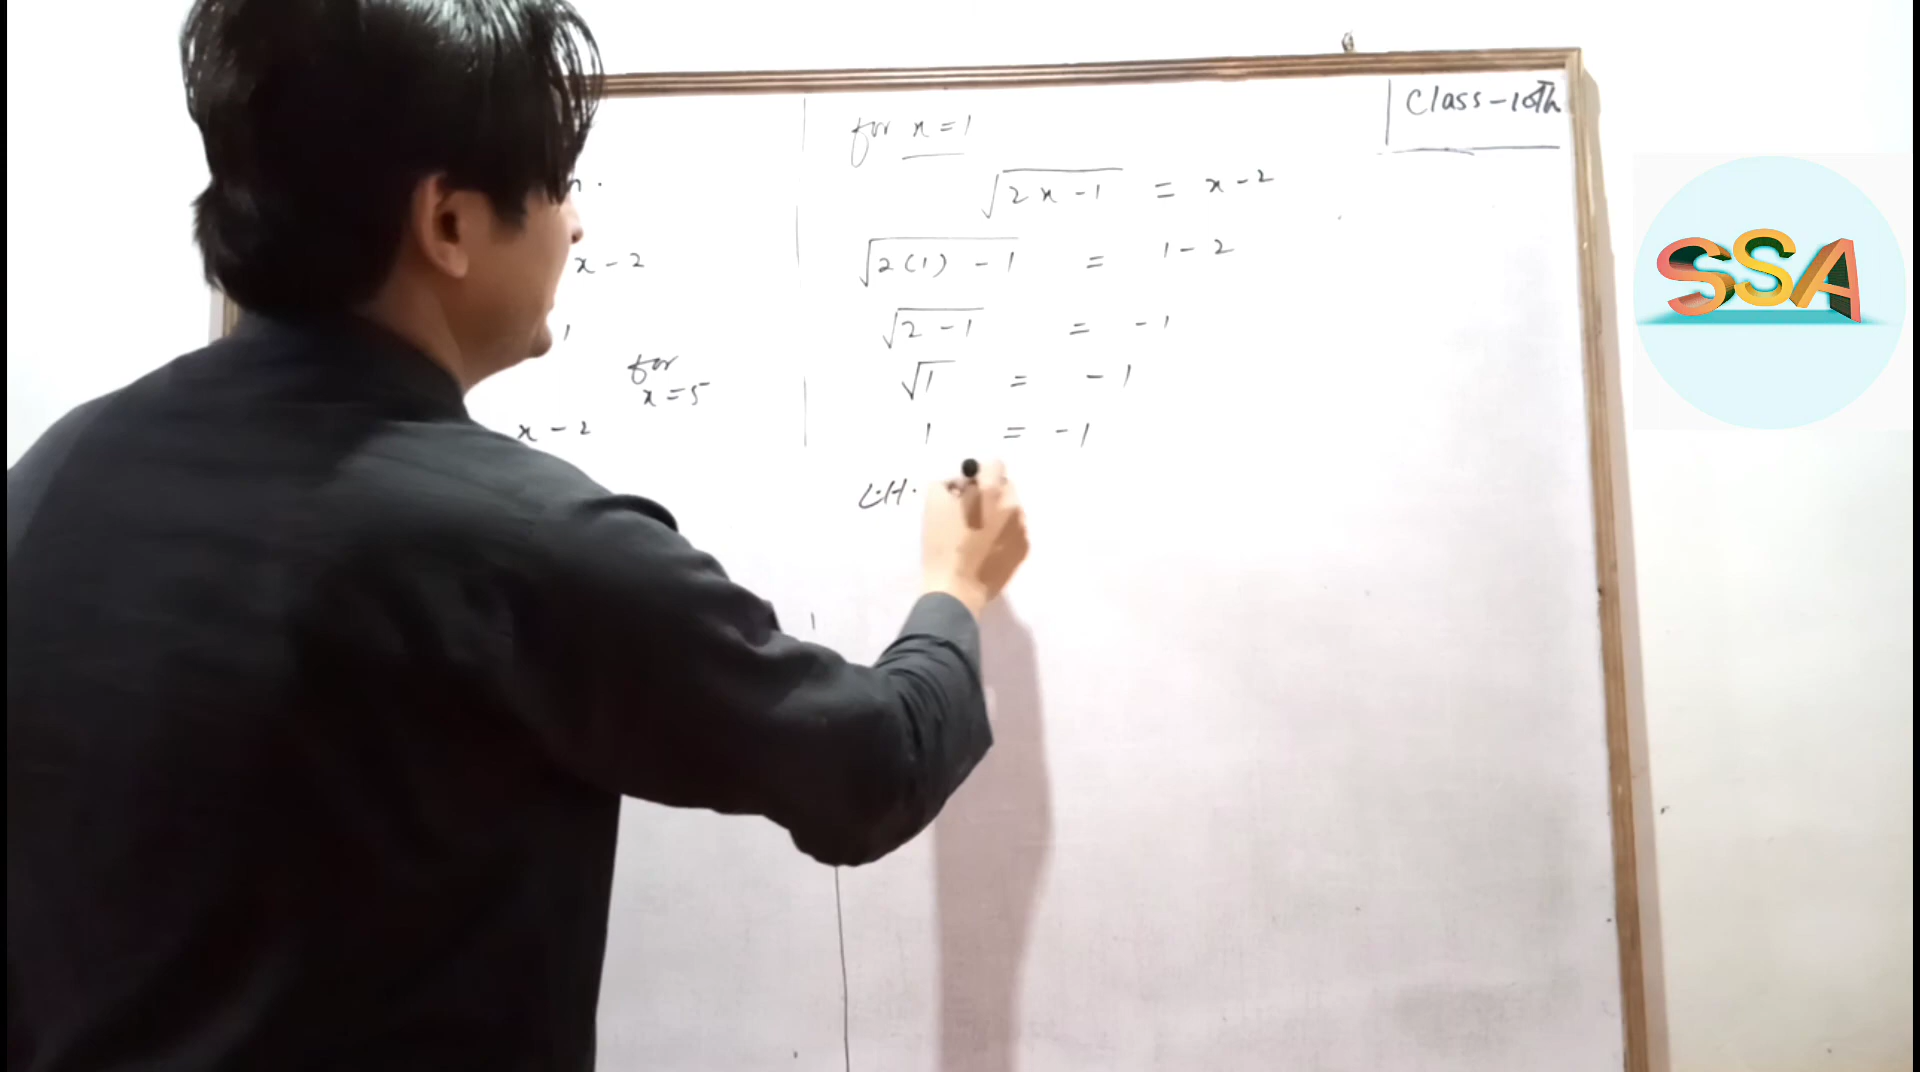 Class-10th
x-2
for
x=5
x-2
for x=1
√2x-1 = x-2
√2(1)-1 = 1-2
√2-1 = -1
√1 = -1
1 = -1
L.H.
SSA